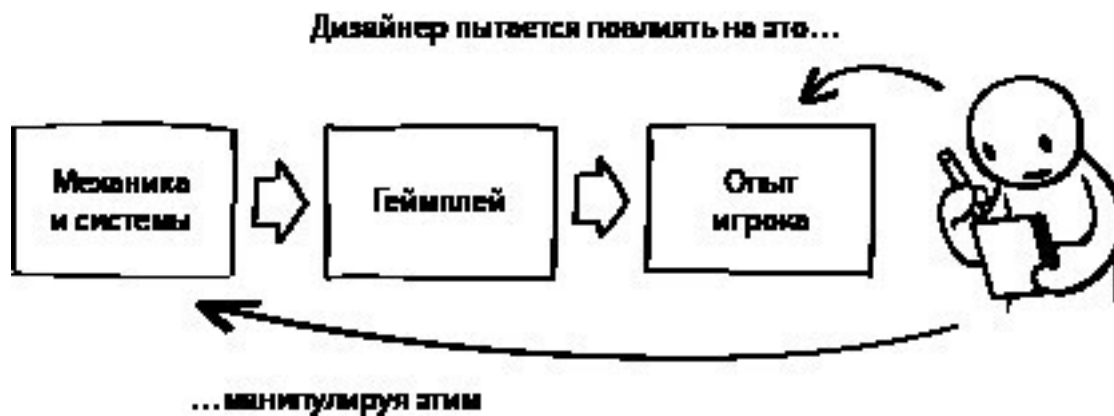 Дизайнер пытается повлиять на это…
Механика
и системы
Геймплей
Опыт
игрока
…манипулируя этим